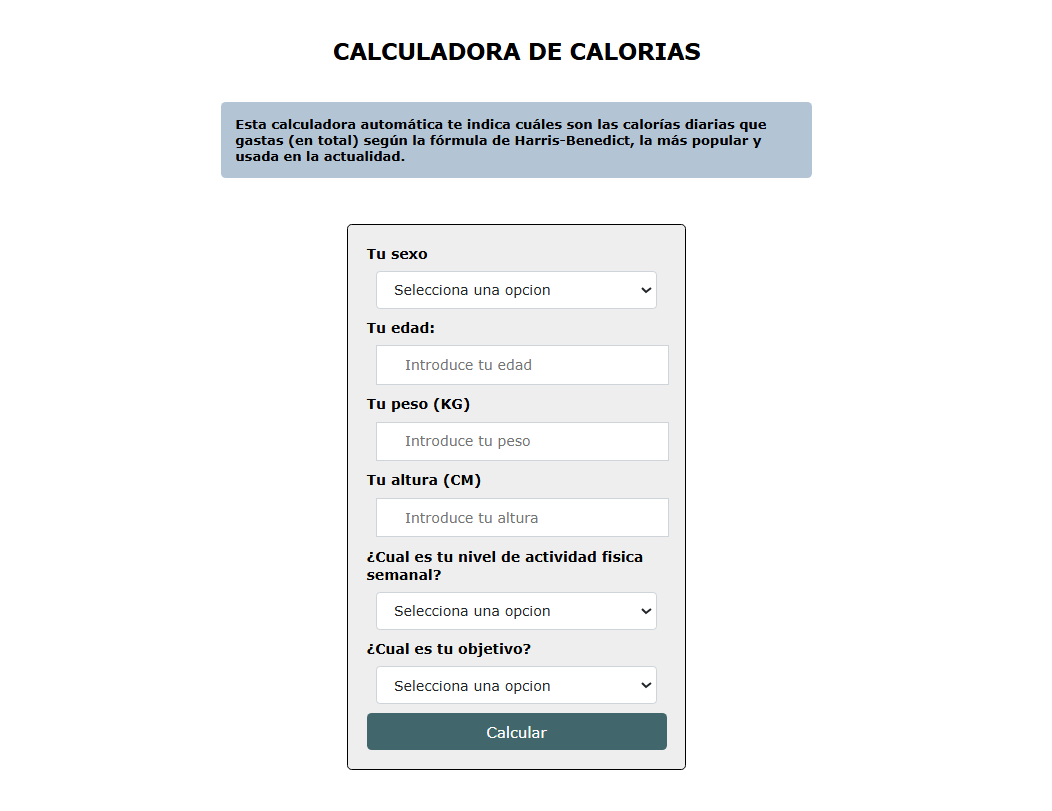 CALCULADORA DE CALORIAS
Esta calculadora automática te indica cuáles son las calorías diarias que
gastas (en total) según la fórmula de Harris-Benedict, la más popular y
usada en la actualidad.
Tu sexo
Selecciona una opcion
Tu edad:
Introduce tu edad
Tu peso (KG)
Introduce tu peso
Tu altura (CM)
Introduce tu altura
¿Cual es tu nivel de actividad fisica
semanal?
Selecciona una opcion
¿Cual es tu objetivo?
Selecciona una opcion
Calcular